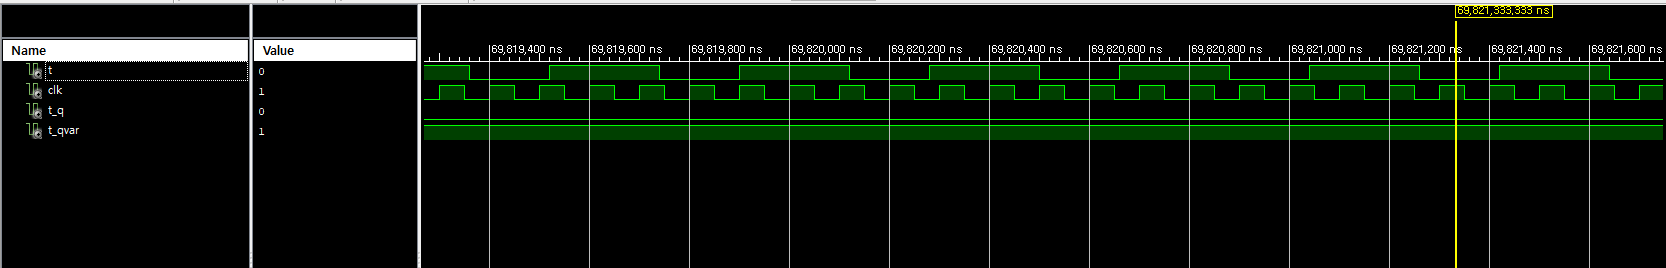 69,821,333,333 ns
Name Value
69,819,400 ns 69,819,600 ns 69,819,800 ns 69,820,000 ns 69,820,200 ns 69,820,400 ns 69,820,600 ns 69,820,800 ns 69,821,000 ns 69,821,200 ns 69,821,400 ns 69,821,600 ns
t 0
clk 1
t_q 0
t_qvar 1